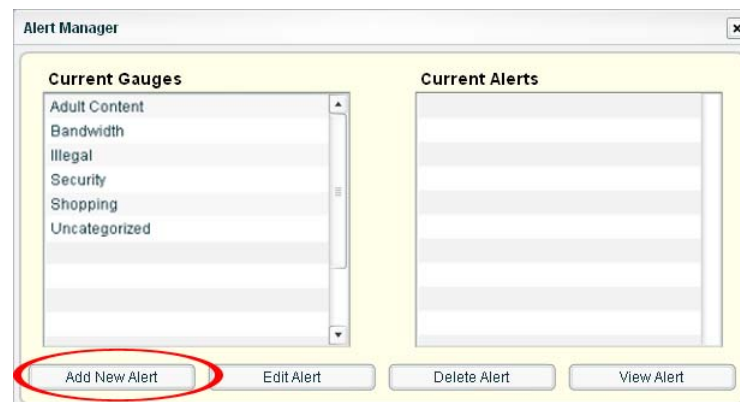 Alert Manager
Current Gauges
Adult Content
Bandwidth
Illegal
Security
Shopping
Uncategorized
Current Alerts
Add New Alert
Edit Alert
Delete Alert
View Alert